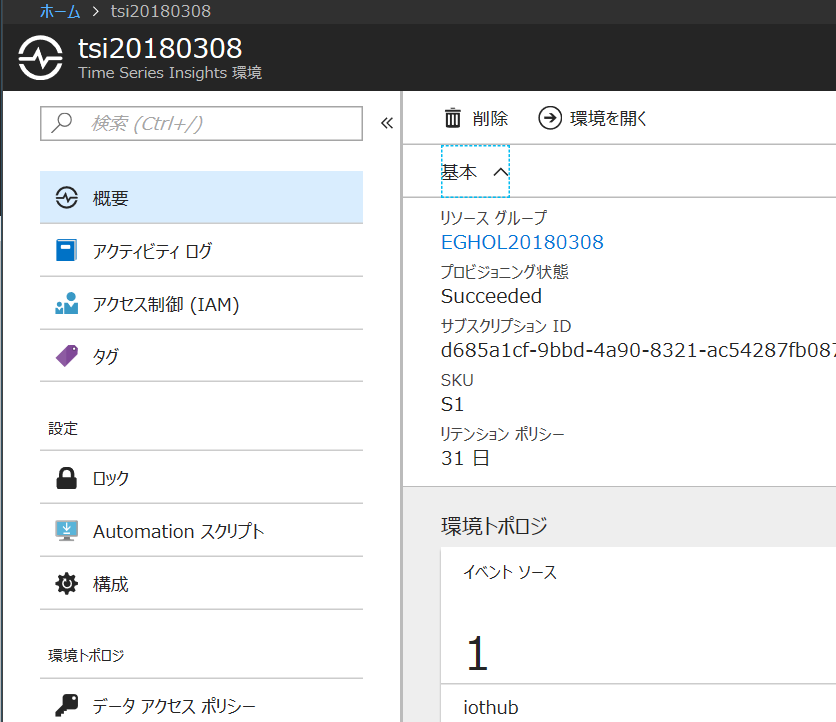 ホーム > tsi20180308
tsi20180308
Time Series Insights 環境
検索 (Ctrl+/)
概要
アクティビティ ログ
アクセス制御 (IAM)
タグ
設定
ロック
Automation スクリプト
構成
環境トポロジ
データ アクセス ポリシー
削除
環境を開く
基本
リソース グループ
EGHOL20180308
プロビジョニング状態
Succeeded
サブスクリプション ID
d685a1cf-9bbd-4a90-8321-ac54287fb087
SKU
S1
リテンション ポリシー
31 日
環境トポロジ
イベント ソース
1
iothub